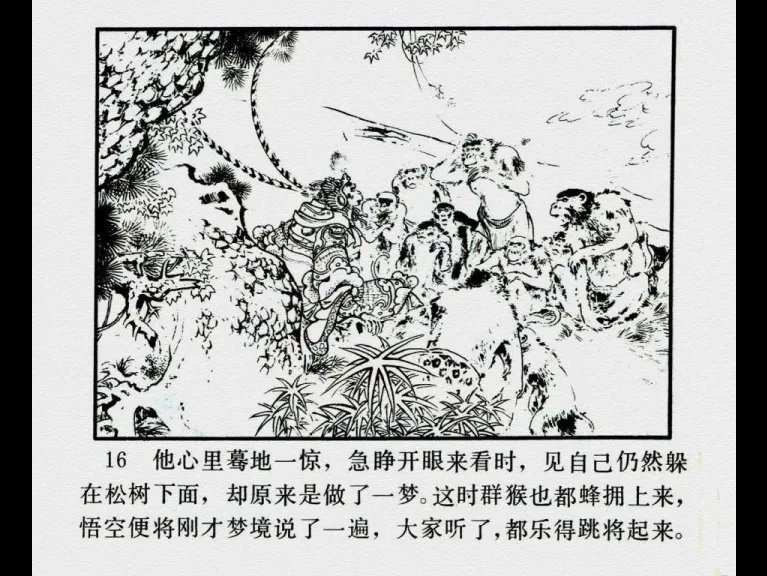 16 他心里蓦地一惊，急睁开眼来看时，见自己仍然躲
在松树下面，却原来是做了一梦。这时群猴也都蜂拥上来，
悟空便将刚才梦境说了一遍，大家听了，都乐得跳将起来。